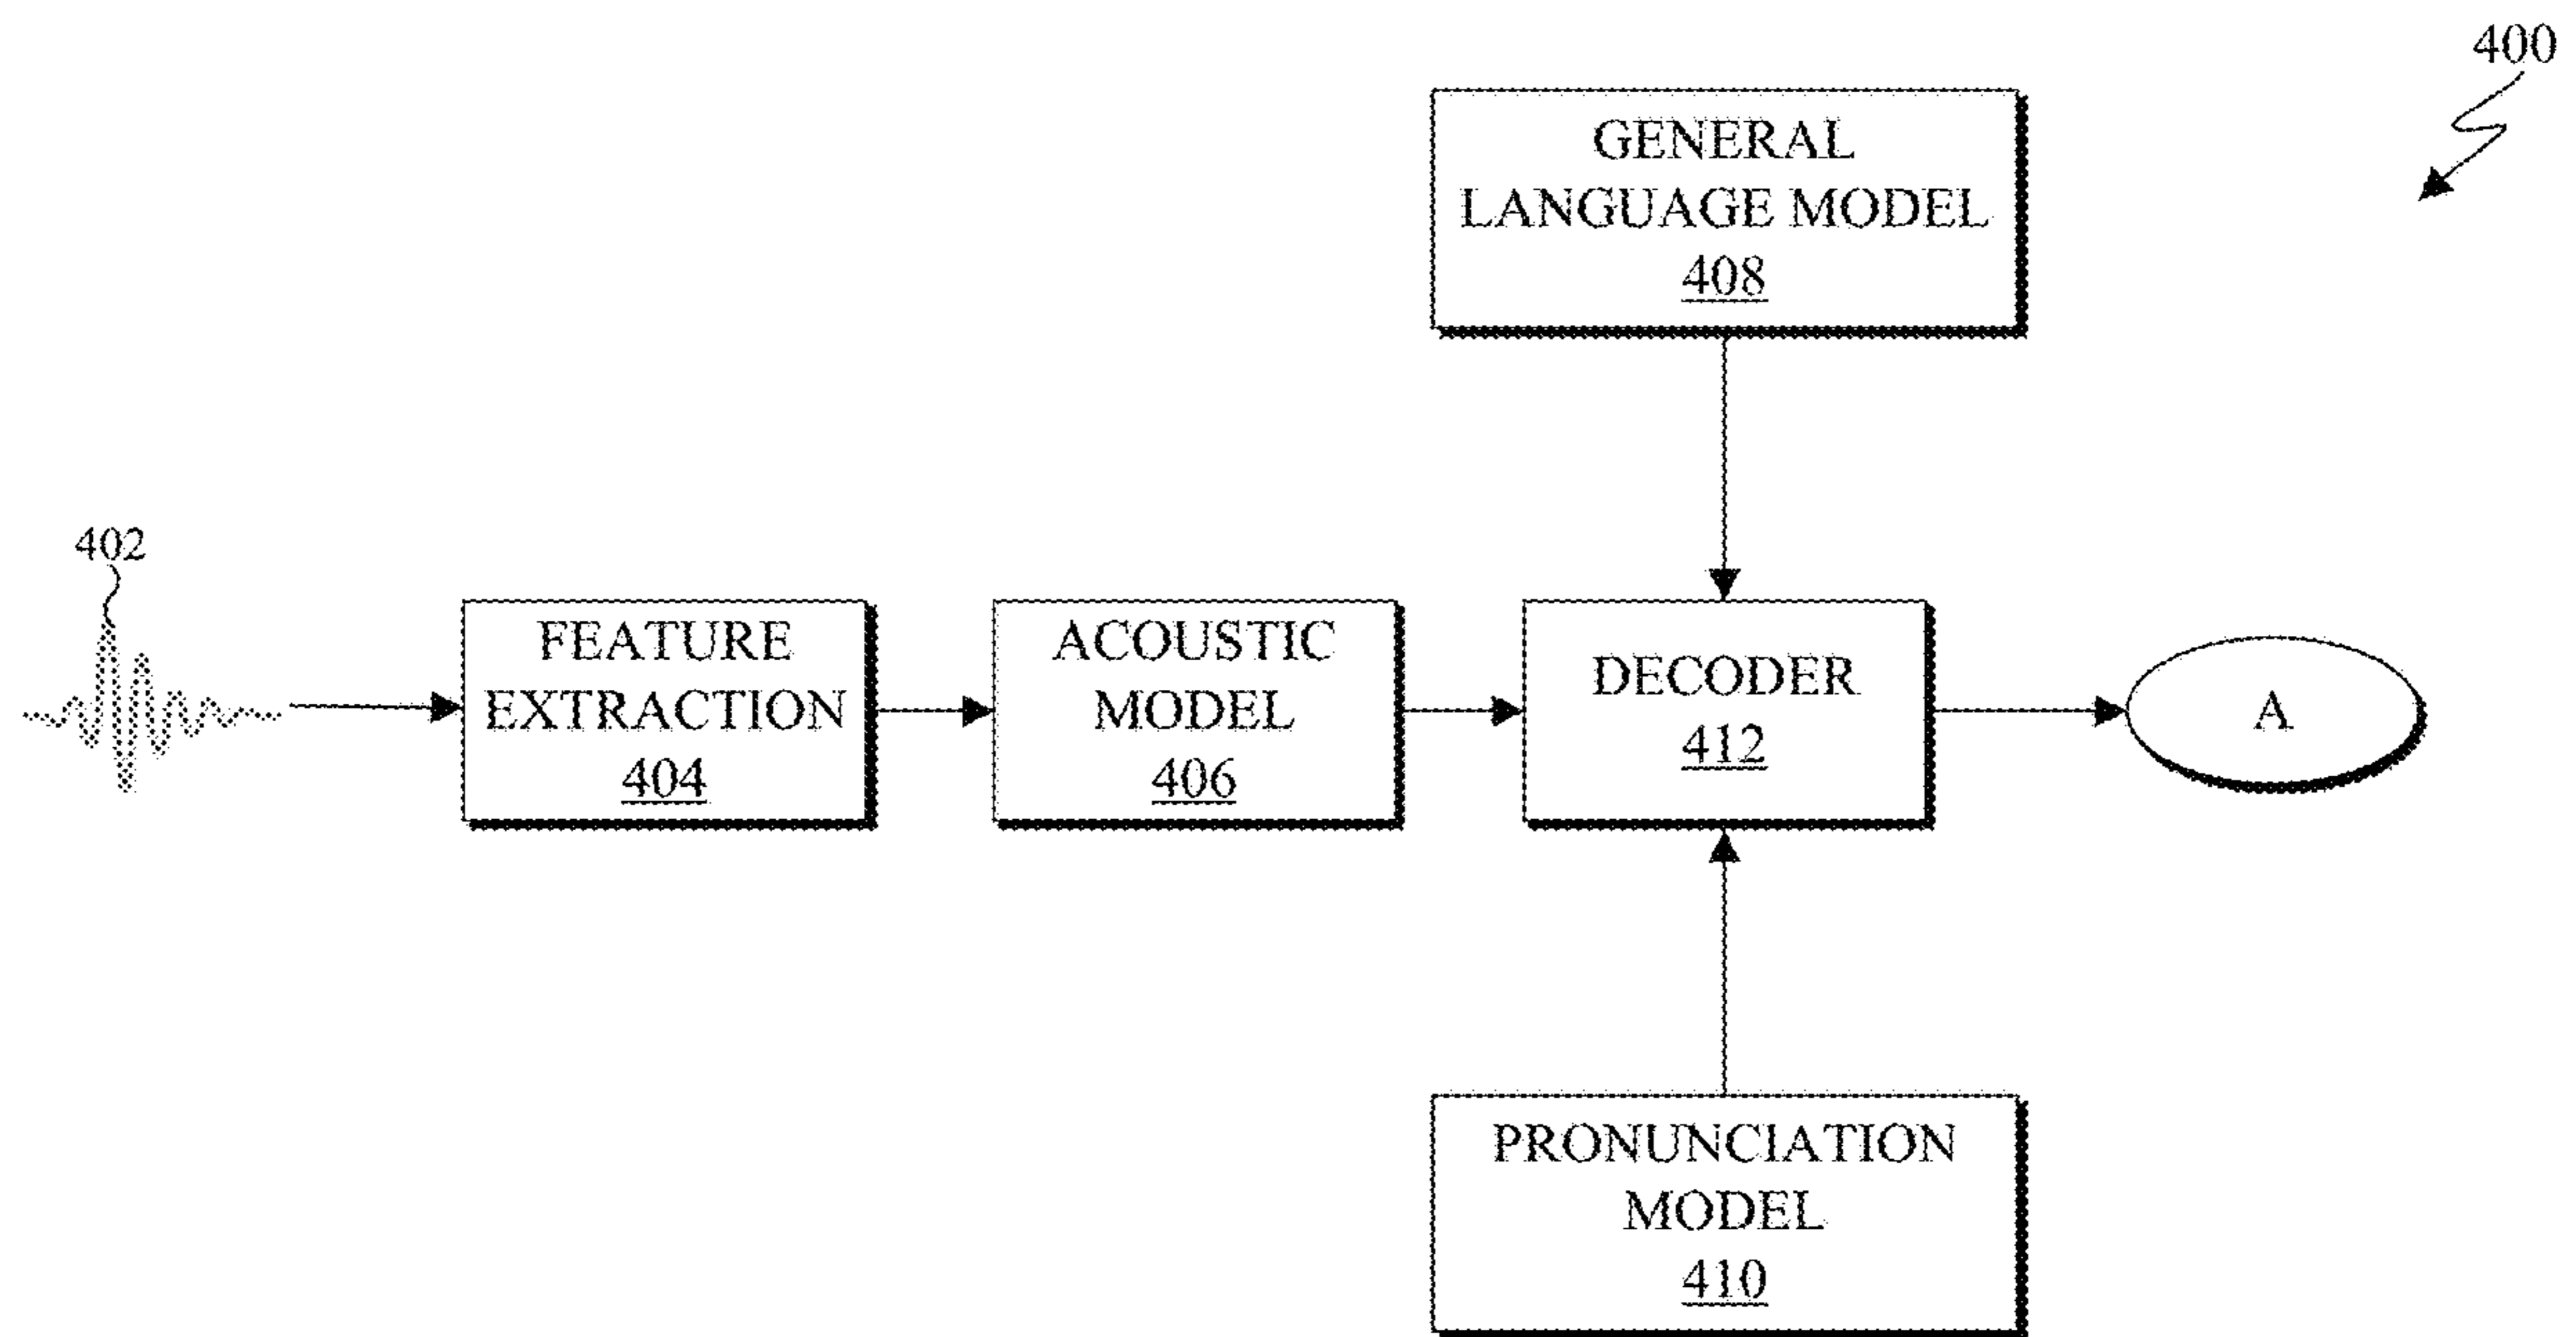 400
GENERAL
LANGUAGE MODEL
408
402
FEATURE
EXTRACTION
404
ACOUSTIC
MODEL
406
DECODER
412
A
PRONUNCIATION
MODEL
410